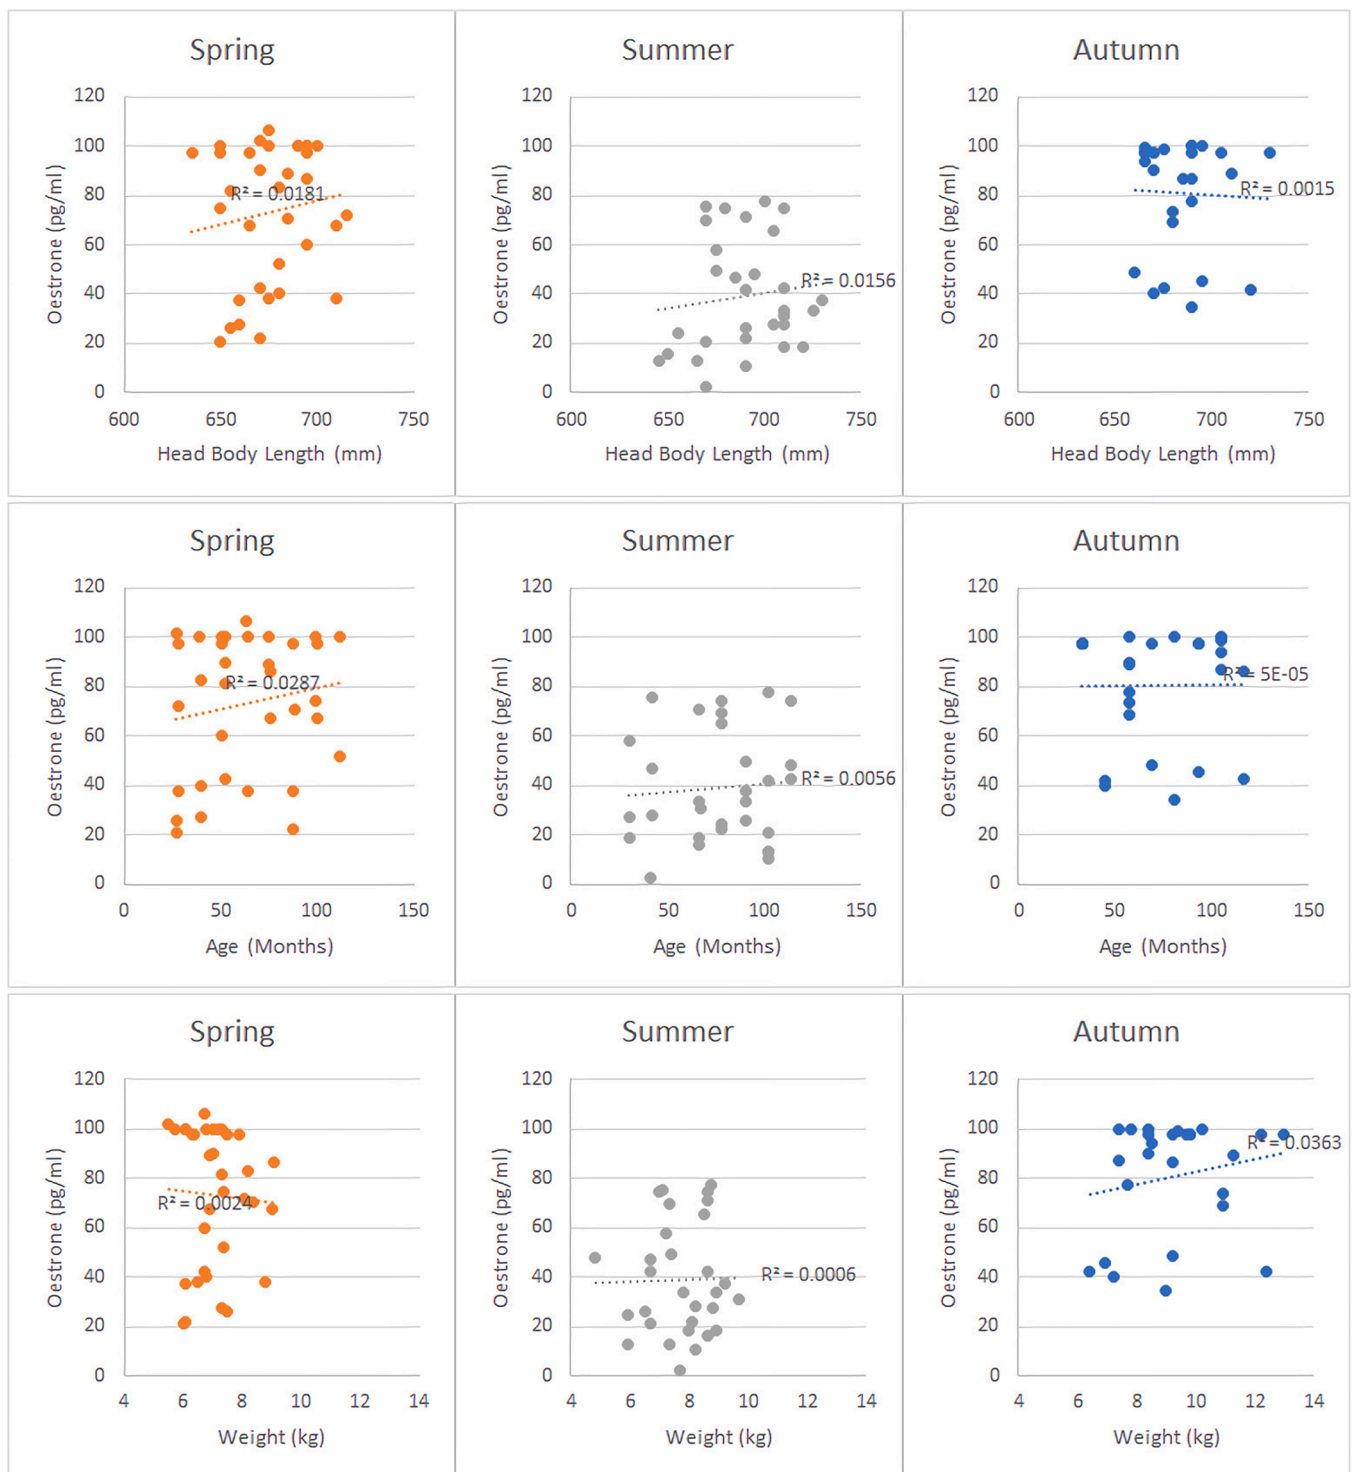 Spring
Summer
Autumn
120
100
80
60
40
20
0
600 650 700 750
Oestrone (pg/ml)
Head Body Length (mm)
R² = 0.0181
120
100
80
60
40
20
0
600 650 700 750
Oestrone (pg/ml)
Head Body Length (mm)
R² = 0.0156
120
100
80
60
40
20
0
600 650 700 750
Oestrone (pg/ml)
Head Body Length (mm)
R² = 0.0015
Spring
Summer
Autumn
120
100
80
60
40
20
0
0 50 100 150
Oestrone (pg/ml)
Age (Months)
R² = 0.0287
120
100
80
60
40
20
0
0 50 100 150
Oestrone (pg/ml)
Age (Months)
R² = 0.0056
120
100
80
60
40
20
0
0 50 100 150
Oestrone (pg/ml)
Age (Months)
R² = 5E-05
Spring
Summer
Autumn
120
100
80
60
40
20
0
4 6 8 10 12 14
Oestrone (pg/ml)
Weight (kg)
R² = 0.0024
120
100
80
60
40
20
0
4 6 8 10 12 14
Oestrone (pg/ml)
Weight (kg)
R² = 0.0006
120
100
80
60
40
20
0
4 6 8 10 12 14
Oestrone (pg/ml)
Weight (kg)
R² = 0.0363